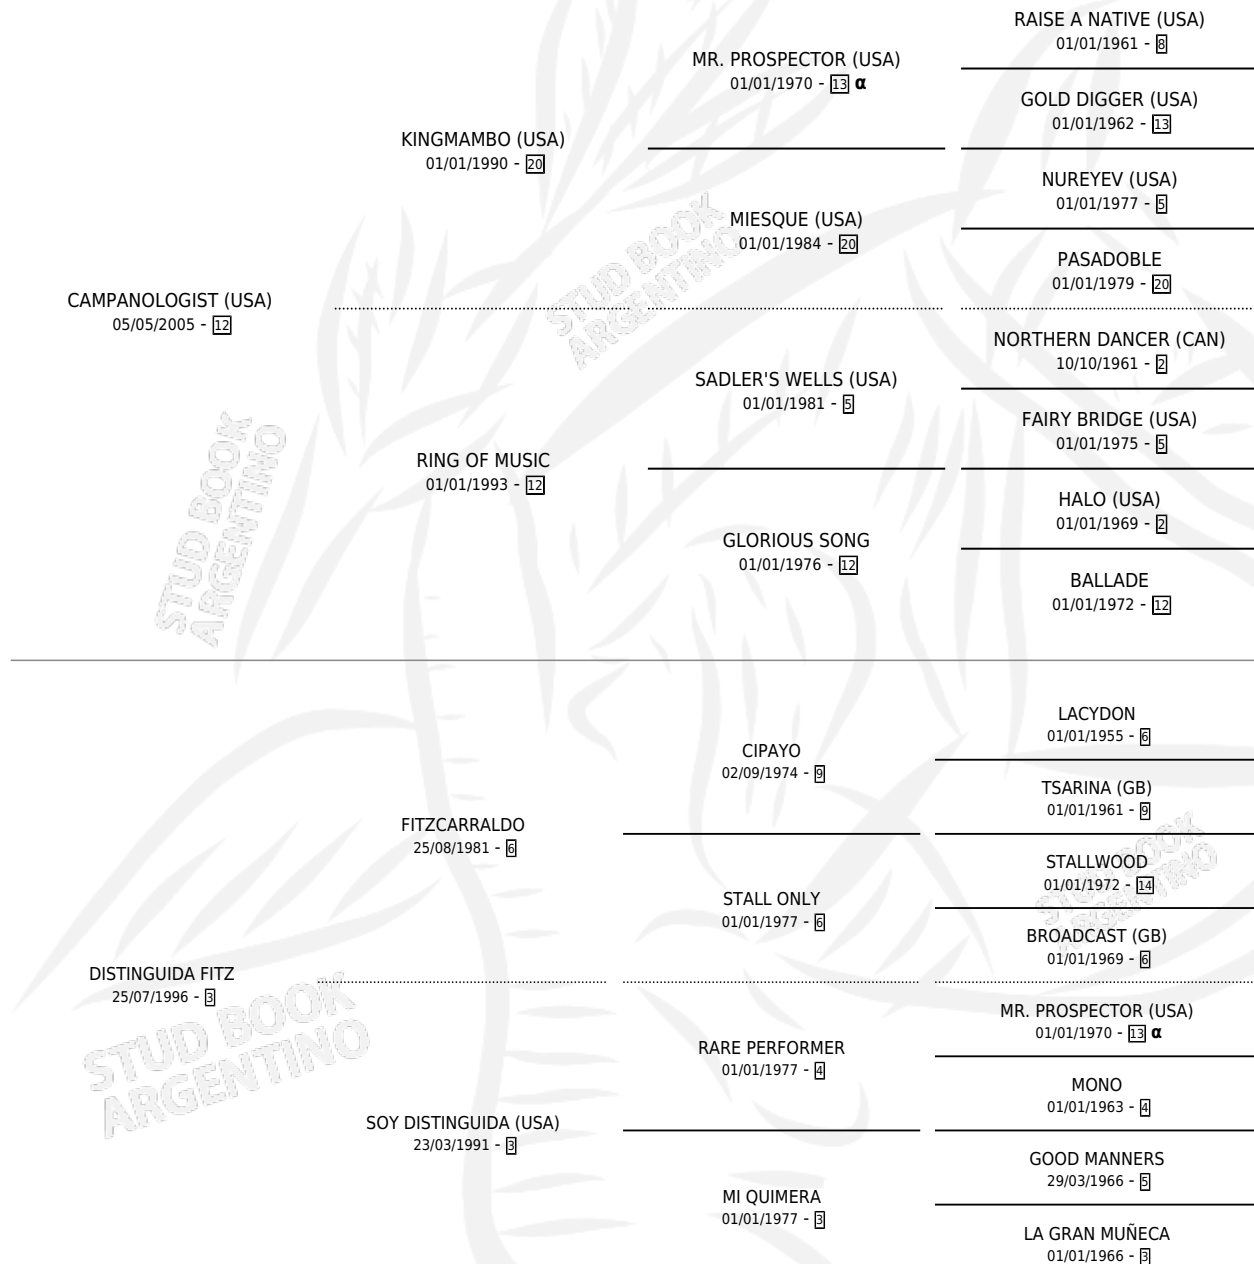 RAISE A NATIVE (USA)
01/01/1961 - 8
MR. PROSPECTOR (USA)
01/01/1970 - 13 α
GOLD DIGGER (USA)
01/01/1962 - 13
KINGMAMBO (USA)
01/01/1990 - 20
NUREYEV (USA)
01/01/1977 - 5
MIESQUE (USA)
01/01/1984 - 20
PASADOBLE
01/01/1979 - 20
CAMPANOLOGIST (USA)
05/05/2005 - 12
NORTHERN DANCER (CAN)
10/10/1961 - 2
SADLER'S WELLS (USA)
01/01/1981 - 5
FAIRY BRIDGE (USA)
01/01/1975 - 5
RING OF MUSIC
01/01/1993 - 12
HALO (USA)
01/01/1969 - 2
GLORIOUS SONG
01/01/1976 - 12
BALLADE
01/01/1972 - 12
LACYDON
01/01/1955 - 6
CIPAYO
02/09/1974 - 9
TSARINA (GB)
01/01/1961 - 9
FITZCARRALDO
25/08/1981 - 6
STALLWOOD
01/01/1972 - 14
STALL ONLY
01/01/1977 - 6
BROADCAST (GB)
01/01/1969 - 6
DISTINGUIDA FITZ
25/07/1996 - 3
MR. PROSPECTOR (USA)
01/01/1970 - 13 α
RARE PERFORMER
01/01/1977 - 4
MONO
01/01/1963 - 4
SOY DISTINGUIDA (USA)
23/03/1991 - 3
GOOD MANNERS
29/03/1966 - 5
MI QUIMERA
01/01/1977 - 3
LA GRAN MUÑECA
01/01/1966 - 3
STUD BOOK
ARGENTINO
STUD BOOK
ARGENTINO
STUD BOOK
ARGENTINO
STUD BOOK
ARGENTINO